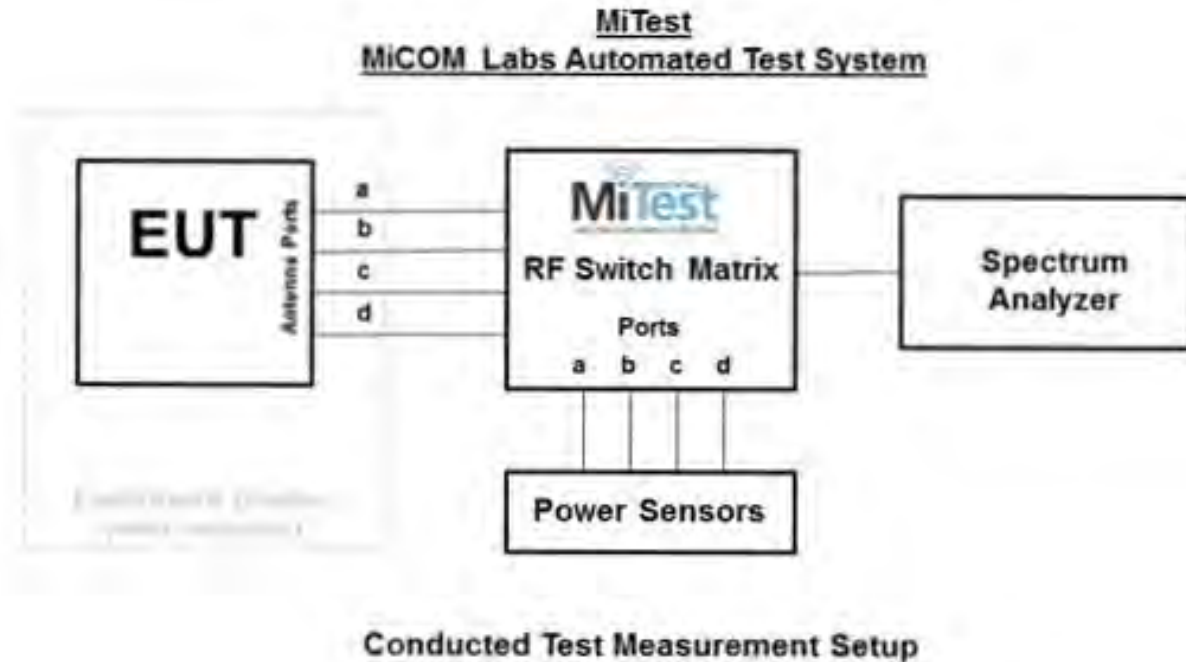 MiTest
MiCOM Labs Automated Test System
EUT
Antenna Ports
a
b
c
d
MiTest
RF Switch Matrix
Ports
a b c d
Spectrum
Analyzer
Power Sensors
Conducted Test Measurement Setup